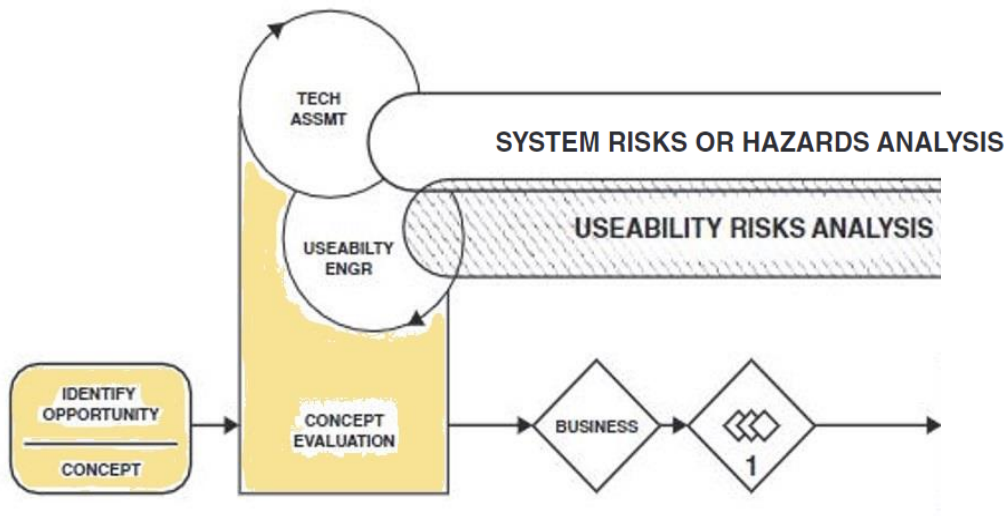 TECH
ASSMT
SYSTEM RISKS OR HAZARDS ANALYSIS
USEABILITY RISKS ANALYSIS
USEABILTY
ENGR
IDENTIFY
OPPORTUNITY
CONCEPT
CONCEPT
EVALUATION
BUSINESS
1